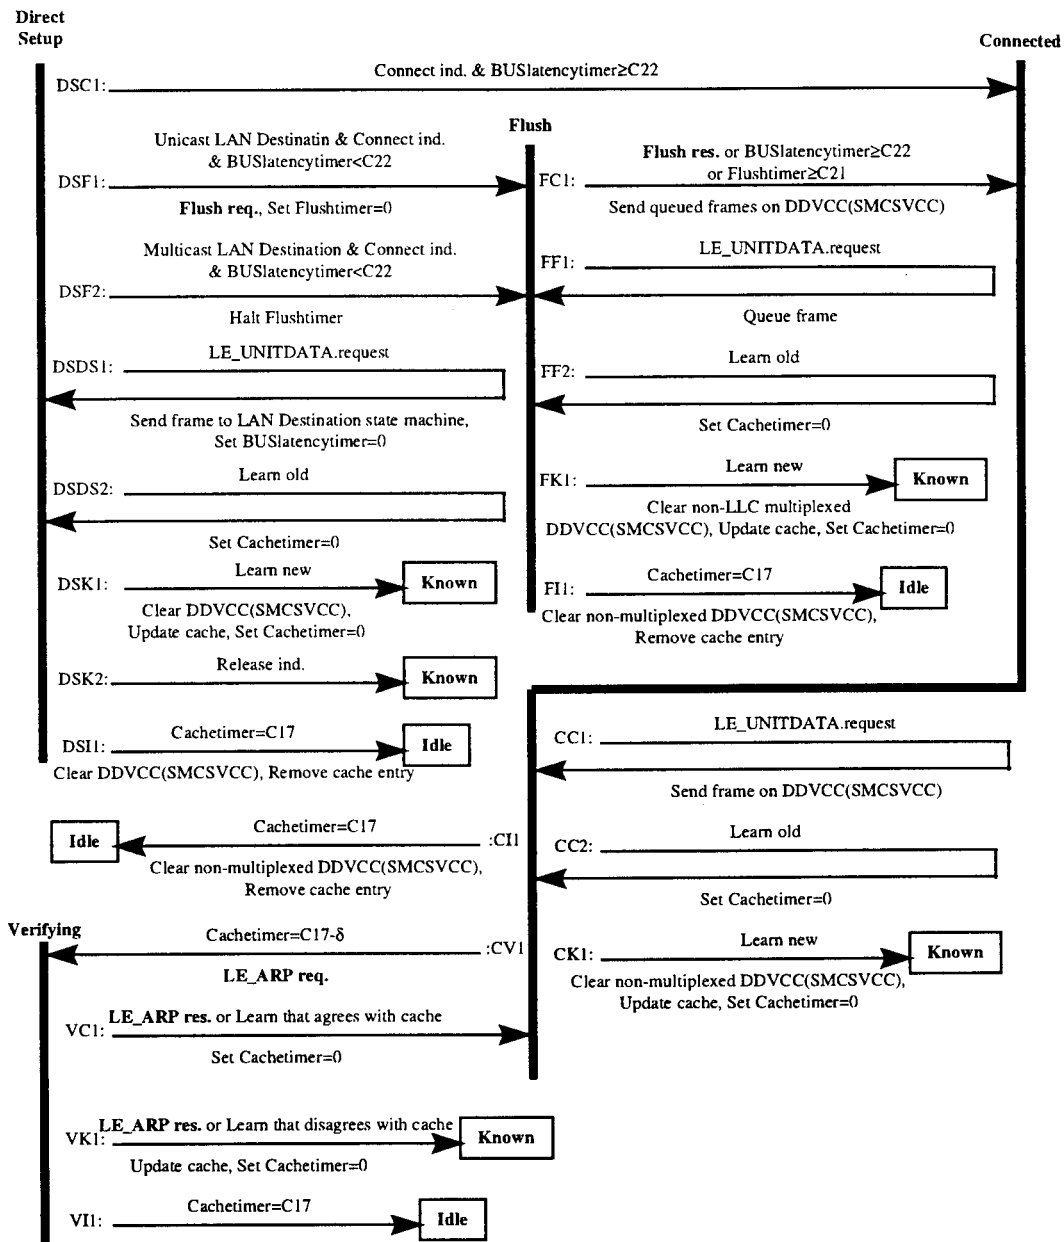 Direct
Setup
Connected
Connect ind. & BUSlatencytimer≥C22
DSC1:
Flush
Unicast LAN Destinatin & Connect ind.
& BUSlatencytimer<C22
DSF1:
Flush req., Set Flushtimer=0
Flush res. or BUSlatencytimer≥C22
or Flushtimer≥C21
FC1:
Send queued frames on DDVCC(SMCSVCC)
Multicast LAN Destination & Connect ind.
& BUSlatencytimer<C22
DSF2:
Halt Flushtimer
LE_UNITDATA.request
FF1:
Queue frame
LE_UNITDATA.request
DSDS1:
Send frame to LAN Destination state machine,
Set BUSlatencytimer=0
Learn old
FF2:
Set Cachetimer=0
Learn old
DSDS2:
Set Cachetimer=0
Learn new
FK1:
Known
Clear non-LLC multiplexed
DDVCC(SMCSVCC), Update cache, Set Cachetimer=0
Learn new
DSK1:
Known
Clear DDVCC(SMCSVCC),
Update cache, Set Cachetimer=0
Cachetimer=C17
FI1:
Idle
Clear non-multiplexed DDVCC(SMCSVCC),
Remove cache entry
Release ind.
DSK2:
Known
Cachetimer=C17
DSI1:
Idle
Clear DDVCC(SMCSVCC), Remove cache entry
LE_UNITDATA.request
CC1:
Send frame on DDVCC(SMCSVCC)
Cachetimer=C17
Idle
:CI1
Clear non-multiplexed DDVCC(SMCSVCC),
Remove cache entry
Learn old
CC2:
Set Cachetimer=0
Verifying
Cachetimer=C17-δ
:CV1
LE_ARP req.
Learn new
CK1:
Known
Clear non-multiplexed DDVCC(SMCSVCC),
Update cache, Set Cachetimer=0
LE_ARP res. or Learn that agrees with cache
VC1:
Set Cachetimer=0
LE_ARP res. or Learn that disagrees with cache
VK1:
Known
Update cache, Set Cachetimer=0
Cachetimer=C17
VI1:
Idle